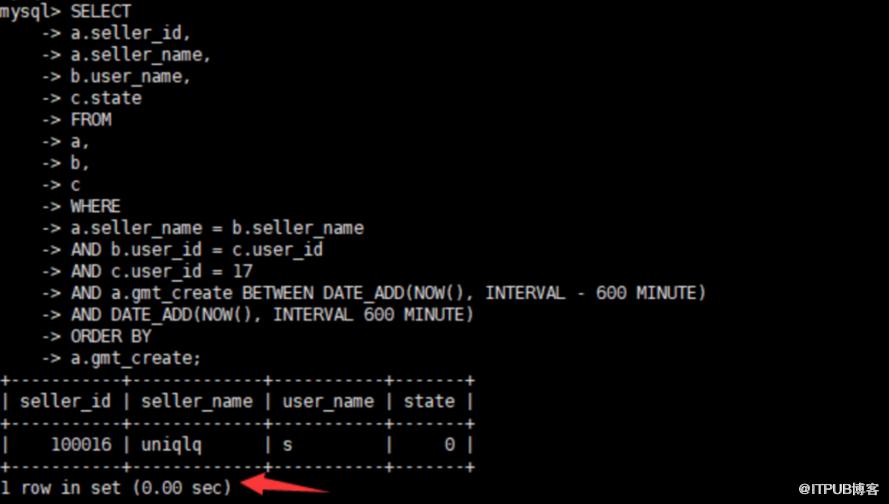 mysql> SELECT
-> a.seller_id,
-> a.seller_name,
-> b.user_name,
-> c.state
-> FROM
-> a,
-> b,
-> c
-> WHERE
-> a.seller_name = b.seller_name
-> AND b.user_id = c.user_id
-> AND c.user_id = 17
-> AND a.gmt_create BETWEEN DATE_ADD(NOW(), INTERVAL - 600 MINUTE)
-> AND DATE_ADD(NOW(), INTERVAL 600 MINUTE)
-> ORDER BY
-> a.gmt_create;
+-----------+-------------+-----------+-------+
| seller_id | seller_name | user_name | state |
+-----------+-------------+-----------+-------+
|    100016 | uniqlq      | s         |     0 |
+-----------+-------------+-----------+-------+
1 row in set (0.00 sec)
@ITPUB博客